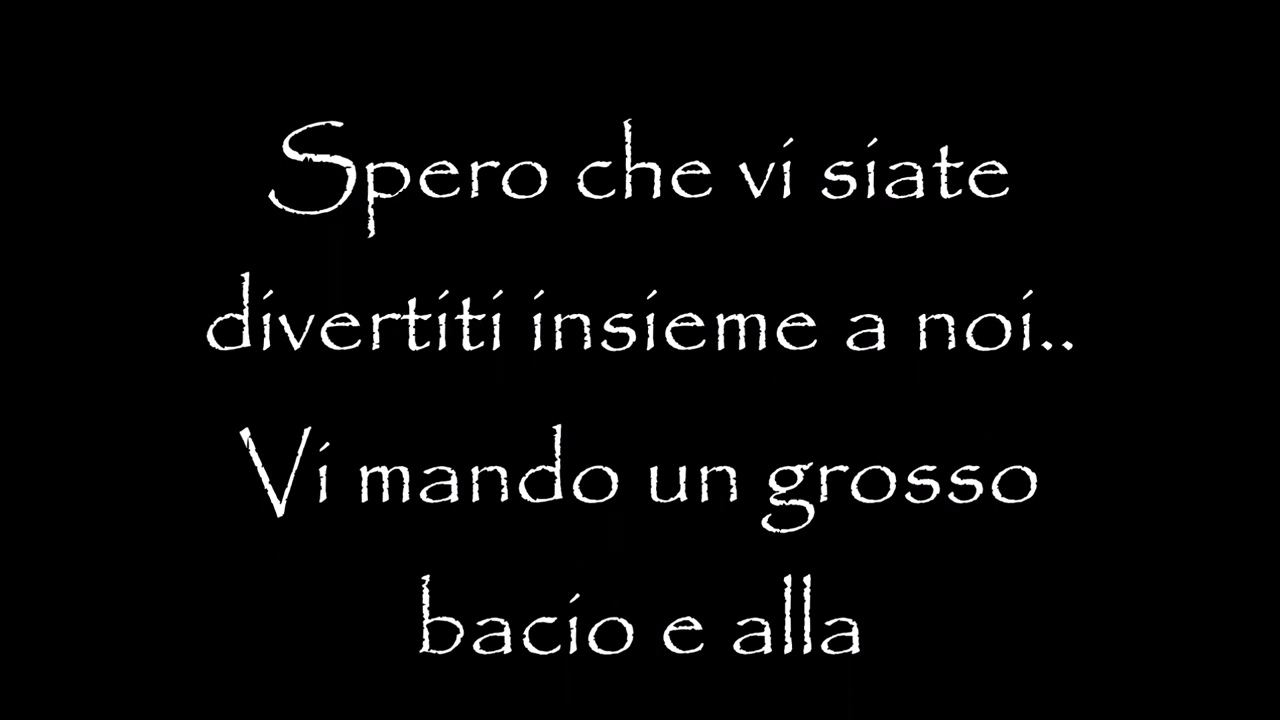 Spero che vi siate
divertiti insieme a noi..
Vi mando un grosso
bacio e alla